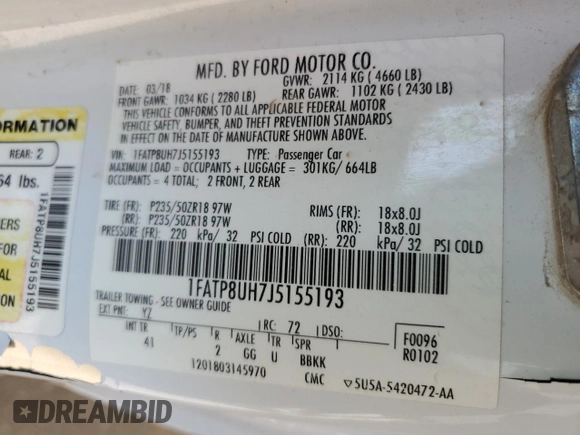 MFD. BY FORD MOTOR CO.
DATE: 03/18
GVWR: 2114 KG ( 4660 LB)
FRONT GAWR: 1034 KG ( 2280 LB)
REAR GAWR: 1102 KG ( 2430 LB)
THIS VEHICLE CONFORMS TO ALL APPLICABLE FEDERAL MOTOR
VEHICLE SAFETY, BUMPER, AND THEFT PREVENTION STANDARDS
IN EFFECT ON THE DATE OF MANUFACTURE SHOWN ABOVE.
VIN: 1FATP8UH7J5155193 TYPE: Passenger Car
MAXIMUM LOAD = OCCUPANTS + LUGGAGE = 301KG/ 664LB
OCCUPANTS = 4 TOTAL; 2 FRONT, 2 REAR
TIRE (FR): P235/50ZR18 97W RIMS (FR): 18x8.0J
(RR): P235/50ZR18 97W (RR): 18x8.0J
PRESSURE (FR): 220 kPa/ 32 PSI COLD (RR): 220 kPa/ 32 PSI COLD
1FATP8UH7J5155193
TRAILER TOWING - SEE OWNER GUIDE
EXT PNT: YZ RC: 72 DSO:
INT TR TP/PS R AXLE TR SPR
41 2 GG U BBKK
F0096
R0102
1201803145970 CMC 5U5A-5420472-AA
ORMATION
REAR: 2
64 lbs.
ERS
FOR
AL
ION
1FATP8UH7J5155193
DREAMBID